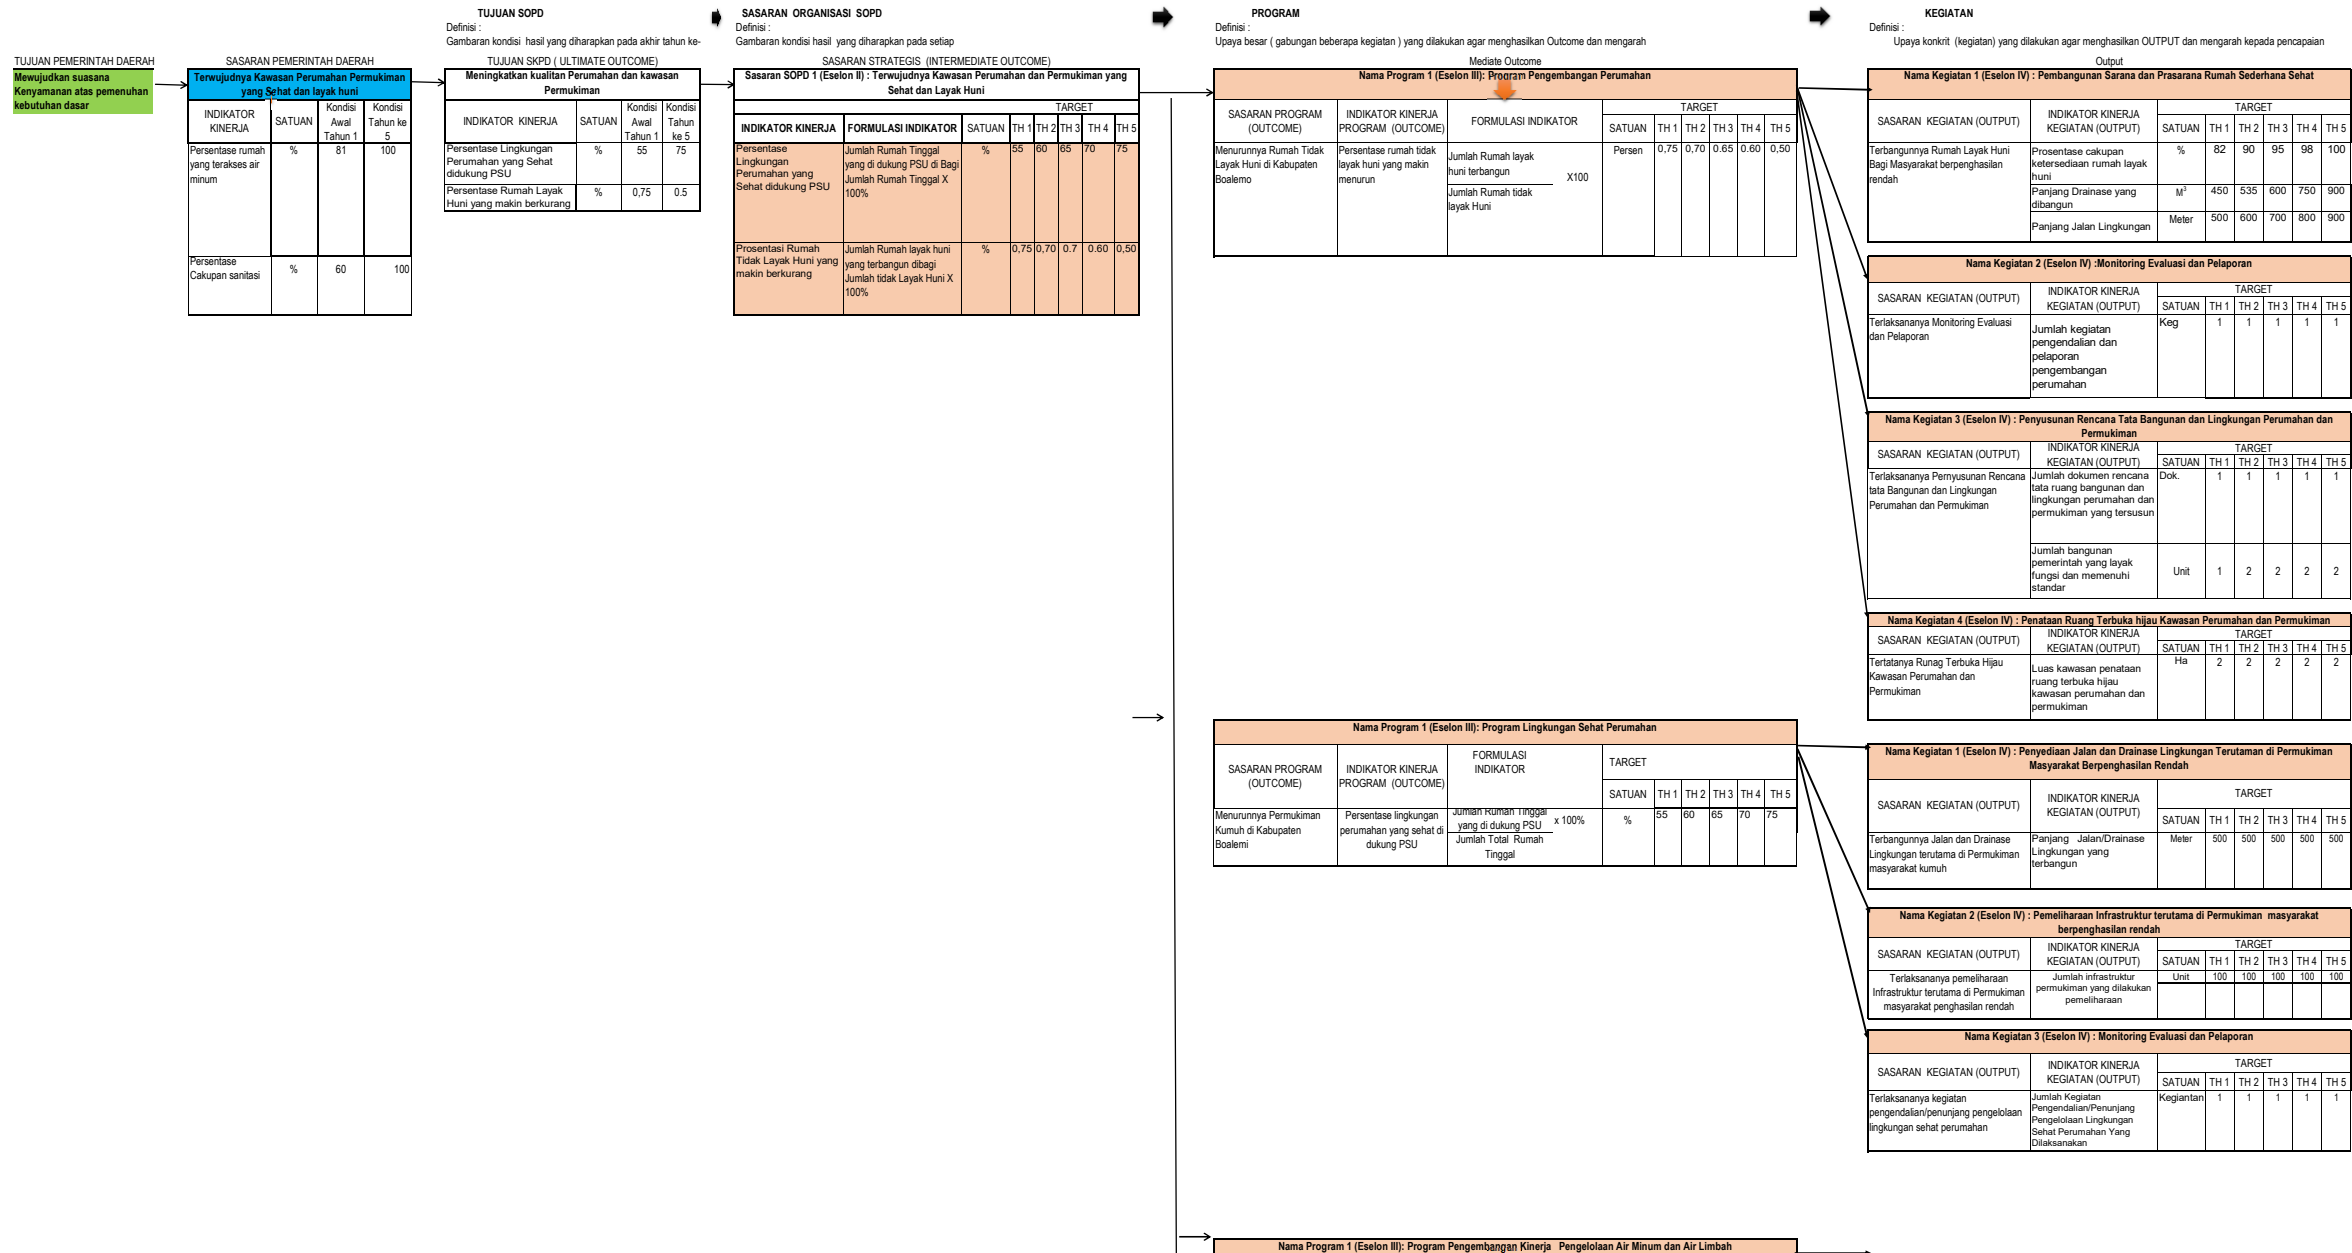 TUJUAN SOPD
Definisi :
Gambaran kondisi  hasil yang diharapkan pada akhir tahun ke-
SASARAN  ORGANISASI  SOPD
Definisi :
Gambaran kondisi hasil  yang diharapkan pada setiap
PROGRAM
Definisi :
Upaya besar ( gabungan beberapa kegiatan ) yang dilakukan agar menghasilkan Outcome dan mengarah
KEGIATAN
Definisi :
Upaya konkrit  (kegiatan) yang dilakukan agar menghasilkan OUTPUT dan mengarah kepada pencapaian
TUJUAN PEMERINTAH DAERAH
Mewujudkan suasana
Kenyamanan atas pemenuhan
kebutuhan dasar
SASARAN PEMERINTAH DAERAH
Terwujudnya Kawasan Perumahan Permukiman
yang Sehat dan layak huni
INDIKATOR KINERJA SATUAN Kondisi Awal Tahun 1 Kondisi Tahun ke 5
Persentase rumah yang terakses air minum % 81 100
Persentase Cakupan sanitasi % 60 100
TUJUAN SKPD ( ULTIMATE OUTCOME)
Meningkatkan kualitan Perumahan dan kawasan
Permukiman
INDIKATOR  KINERJA SATUAN Kondisi Awal Tahun 1 Kondisi Tahun ke 5
Persentase Lingkungan Perumahan yang Sehat didukung PSU % 55 75
Persentase Rumah Layak Huni yang makin berkurang % 0,75 0.5
SASARAN STRATEGIS  (INTERMEDIATE OUTCOME)
Sasaran SOPD 1 (Eselon II) : Terwujudnya Kawasan Perumahan dan Permukiman yang
Sehat dan Layak Huni
TARGET
INDIKATOR KINERJA FORMULASI INDIKATOR SATUAN TH 1 TH 2 TH 3 TH 4 TH 5
Persentase Lingkungan Perumahan yang Sehat didukung PSU
Jumlah Rumah Tinggal yang di dukung PSU di Bagi Jumlah Rumah Tinggal X 100%
% 55 60 65 70 75
Prosentasi Rumah Tidak Layak Huni yang makin berkurang
Jumlah Rumah layak huni yang terbangun dibagi Jumlah tidak Layak Huni X 100%
% 0,75 0,70 0.7 0.60 0,50
Mediate Outcome
Nama Program 1 (Eselon III): Program Pengembangan Perumahan
SASARAN PROGRAM (OUTCOME) INDIKATOR KINERJA PROGRAM  (OUTCOME) FORMULASI INDIKATOR TARGET
SATUAN TH 1 TH 2 TH 3 TH 4 TH 5
Menurunnya Rumah Tidak Layak Huni di Kabupaten Boalemo
Persentase rumah tidak layak huni yang makin menurun
Jumlah Rumah layak huni terbangun
Jumlah Rumah tidak layak Huni
X100
Persen 0,75 0,70 0.65 0.60 0,50
Output
Nama Kegiatan 1 (Eselon IV) : Pembangunan Sarana dan Prasarana Rumah Sederhana Sehat
SASARAN  KEGIATAN (OUTPUT) INDIKATOR KINERJA KEGIATAN (OUTPUT) TARGET
SATUAN TH 1 TH 2 TH 3 TH 4 TH 5
Terbangunnya Rumah Layak Huni Bagi Masyarakat berpenghasilan rendah
Prosentase cakupan ketersediaan rumah layak huni % 82 90 95 98 100
Panjang Drainase yang dibangun M³ 450 535 600 750 900
Panjang Jalan Lingkungan Meter 500 600 700 800 900
Nama Kegiatan 2 (Eselon IV) :Monitoring Evaluasi dan Pelaporan
SASARAN  KEGIATAN (OUTPUT) INDIKATOR KINERJA KEGIATAN (OUTPUT) TARGET
SATUAN TH 1 TH 2 TH 3 TH 4 TH 5
Terlaksananya Monitoring Evaluasi dan Pelaporan
Jumlah kegiatan pengendalian dan pelaporan pengembangan perumahan
Keg 1 1 1 1 1
Nama Kegiatan 3 (Eselon IV) : Penyusunan Rencana Tata Bangunan dan Lingkungan Perumahan dan
Permukiman
SASARAN  KEGIATAN (OUTPUT) INDIKATOR KINERJA KEGIATAN (OUTPUT) TARGET
SATUAN TH 1 TH 2 TH 3 TH 4 TH 5
Terlaksananya Pernyusunan Rencana tata Bangunan dan Lingkungan Perumahan dan Permukiman
Jumlah dokumen rencana tata ruang bangunan dan lingkungan perumahan dan permukiman yang tersusun
Dok. 1 1 1 1 1
Jumlah bangunan pemerintah yang layak fungsi dan memenuhi standar
Unit 1 2 2 2 2
Nama Kegiatan 4 (Eselon IV) : Penataan Ruang Terbuka hijau Kawasan Perumahan dan Permukiman
SASARAN  KEGIATAN (OUTPUT) INDIKATOR KINERJA KEGIATAN (OUTPUT) TARGET
SATUAN TH 1 TH 2 TH 3 TH 4 TH 5
Tertatanya Runag Terbuka Hijau Kawasan Perumahan dan Permukiman
Luas kawasan penataan ruang terbuka hijau kawasan perumahan dan permukiman
Ha 2 2 2 2 2
Nama Program 1 (Eselon III): Program Lingkungan Sehat Perumahan
SASARAN PROGRAM (OUTCOME) INDIKATOR KINERJA PROGRAM  (OUTCOME) FORMULASI INDIKATOR TARGET
SATUAN TH 1 TH 2 TH 3 TH 4 TH 5
Menurunnya Permukiman Kumuh di Kabupaten Boalemi
Persentase lingkungan perumahan yang sehat di dukung PSU
Jumlah Rumah Tinggal yang di dukung PSU
Jumlah Total  Rumah Tinggal
x 100%
% 55 60 65 70 75
Nama Kegiatan 1 (Eselon IV) : Penyediaan Jalan dan Drainase Lingkungan Terutaman di Permukiman
Masyarakat Berpenghasilan Rendah
SASARAN  KEGIATAN (OUTPUT) INDIKATOR KINERJA KEGIATAN (OUTPUT) TARGET
SATUAN TH 1 TH 2 TH 3 TH 4 TH 5
Terbangunnya Jalan dan Drainase Lingkungan terutama di Permukiman masyarakat kumuh
Panjang   Jalan/Drainase Lingkungan yang terbangun
Meter 500 500 500 500 500
Nama Kegiatan 2 (Eselon IV) : Pemeliharaan Infrastruktur terutama di Permukiman  masyarakat
berpenghasilan rendah
SASARAN  KEGIATAN (OUTPUT) INDIKATOR KINERJA KEGIATAN (OUTPUT) TARGET
SATUAN TH 1 TH 2 TH 3 TH 4 TH 5
Terlaksananya pemeliharaan Infrastruktur terutama di Permukiman masyarakat penghasilan rendah
Jumlah infrastruktur permukiman yang dilakukan pemeliharaan
Unit 100 100 100 100 100
Nama Kegiatan 3 (Eselon IV) : Monitoring Evaluasi dan Pelaporan
SASARAN  KEGIATAN (OUTPUT) INDIKATOR KINERJA KEGIATAN (OUTPUT) TARGET
SATUAN TH 1 TH 2 TH 3 TH 4 TH 5
Terlaksananya kegiatan pengendalian/penunjang pengelolaan lingkungan sehat perumahan
Jumlah Kegiatan Pengendalian/Penunjang Pengelolaan Lingkungan Sehat Perumahan Yang Dilaksanakan
Kegiantan 1 1 1 1 1
Nama Program 1 (Eselon III): Program Pengembangan Kinerja   Pengelolaan Air Minum dan Air Limbah